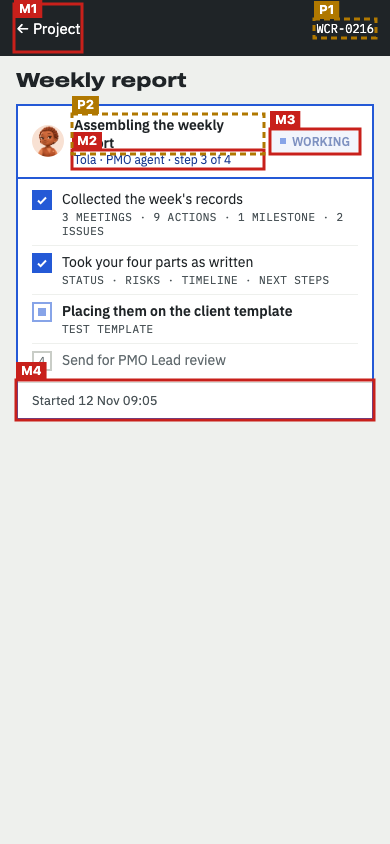 M1
P1
← Project
WCR-0216
Weekly report
P2
Assembling the weekly
M2
M3
WORKING
Tola · PMO agent · step 3 of 4
Collected the week's records
3 MEETINGS · 9 ACTIONS · 1 MILESTONE · 2
ISSUES
Took your four parts as written
STATUS · RISKS · TIMELINE · NEXT STEPS
Placing them on the client template
TEST TEMPLATE
4 Send for PMO Lead review
M4
Started 12 Nov 09:05